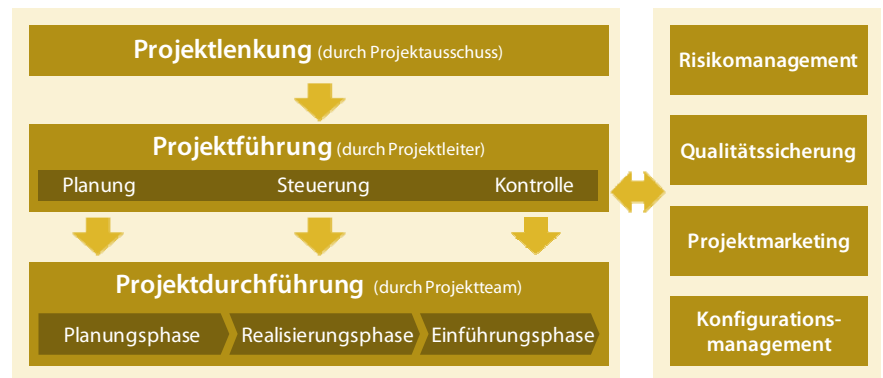 Projektlenkung (durch Projektausschuss)
Projektführung (durch Projektleiter)
Planung Steuerung Kontrolle
Projektdurchführung (durch Projektteam)
Planungsphase Realisierungsphase Einführungsphase
Risikomanagement
Qualitätssicherung
Projektmarketing
Konfigurations-
management